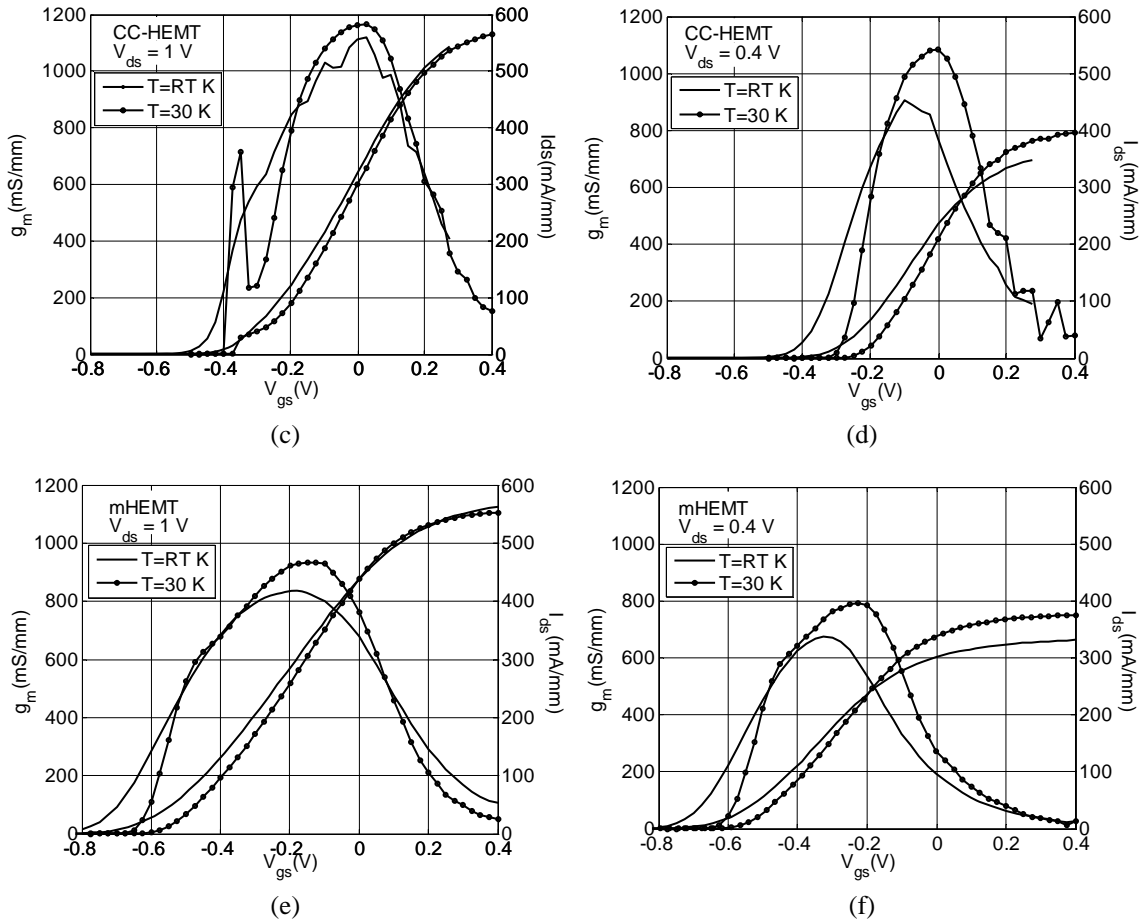 CC-HEMT
V_ds = 1 V
T=RT K
T=30 K
g_m(mS/mm)
1200
1000
800
600
400
200
0
Ids(mA/mm)
600
500
400
300
200
100
0
-0.8 -0.6 -0.4 -0.2 0 0.2 0.4
V_gs(V)
(c)
CC-HEMT
V_ds = 0.4 V
T=RT K
T=30 K
g_m(mS/mm)
1200
1000
800
600
400
200
0
I_ds(mA/mm)
600
500
400
300
200
100
0
-0.8 -0.6 -0.4 -0.2 0 0.2 0.4
V_gs(V)
(d)
mHEMT
V_ds = 1 V
T=RT K
T=30 K
g_m(mS/mm)
1200
1000
800
600
400
200
0
I_ds(mA/mm)
600
500
400
300
200
100
0
-0.8 -0.6 -0.4 -0.2 0 0.2 0.4
V_gs(V)
(e)
mHEMT
V_ds = 0.4 V
T=RT K
T=30 K
g_m(mS/mm)
1200
1000
800
600
400
200
0
I_ds(mA/mm)
600
500
400
300
200
100
0
-0.8 -0.6 -0.4 -0.2 0 0.2 0.4
V_gs(V)
(f)